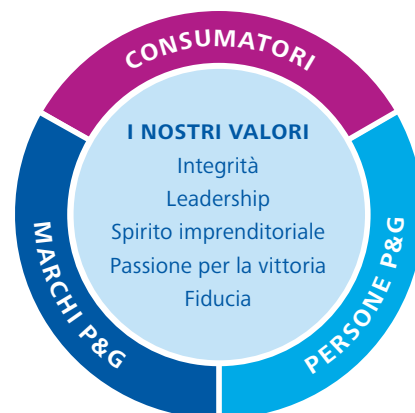 CONSUMATORI
I NOSTRI VALORI
Integrità
Leadership
Spirito imprenditoriale
Passione per la vittoria
Fiducia
MARCHI P&G
PERSONE P&G